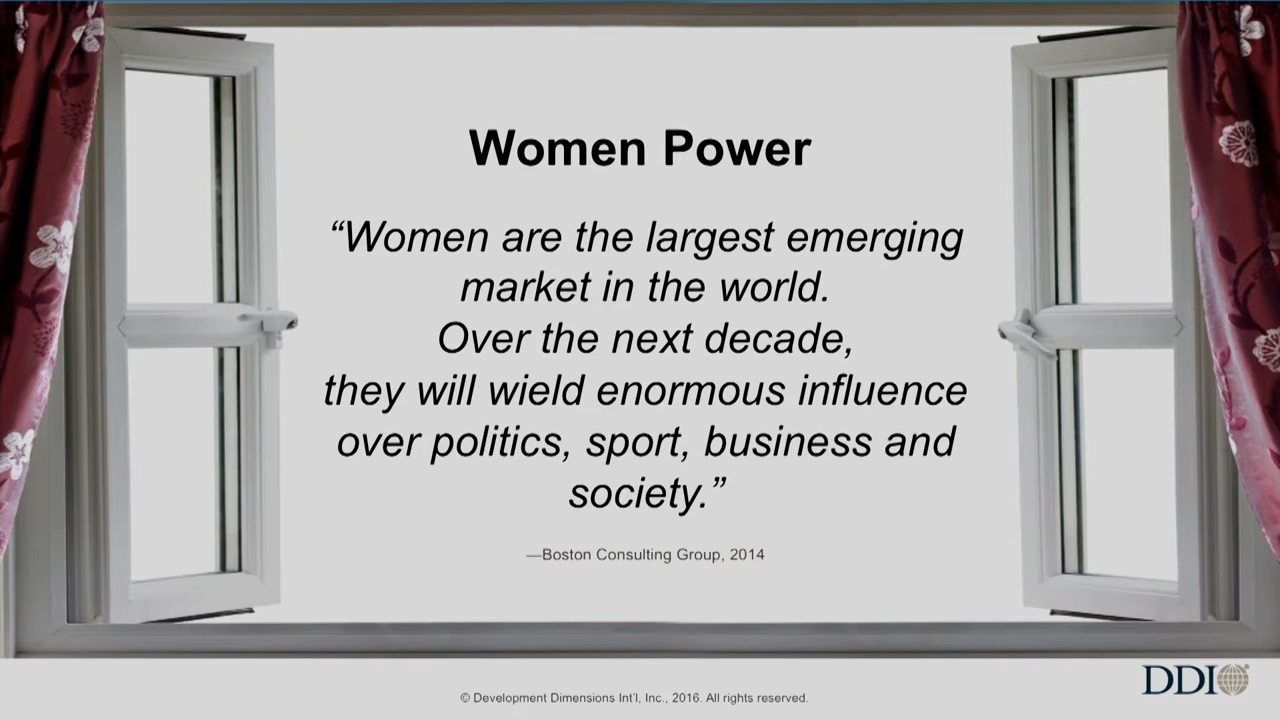 Women Power
“Women are the largest emerging
market in the world.
Over the next decade,
they will wield enormous influence
over politics, sport, business and
society.”
—Boston Consulting Group, 2014
© Development Dimensions Int’l, Inc., 2016. All rights reserved.
DDI